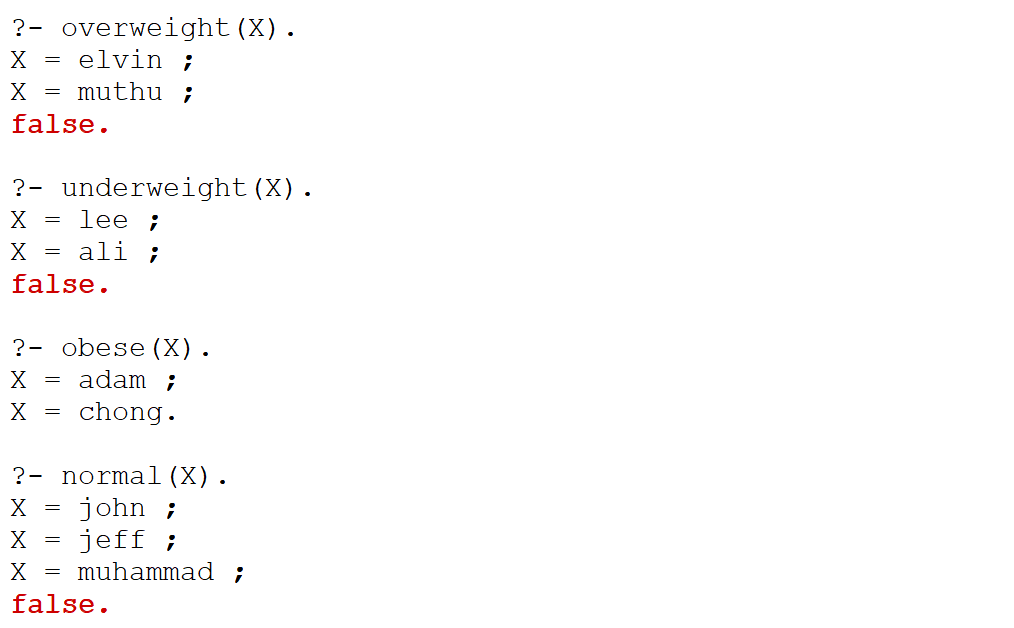 ?- overweight(X).
X = elvin ;
X = muthu ;
false.
?- underweight(X).
X = lee ;
X = ali ;
false.
?- obese(X).
X = adam ;
X = chong.
?- normal(X).
X = john ;
X = jeff ;
X = muhammad ;
false.